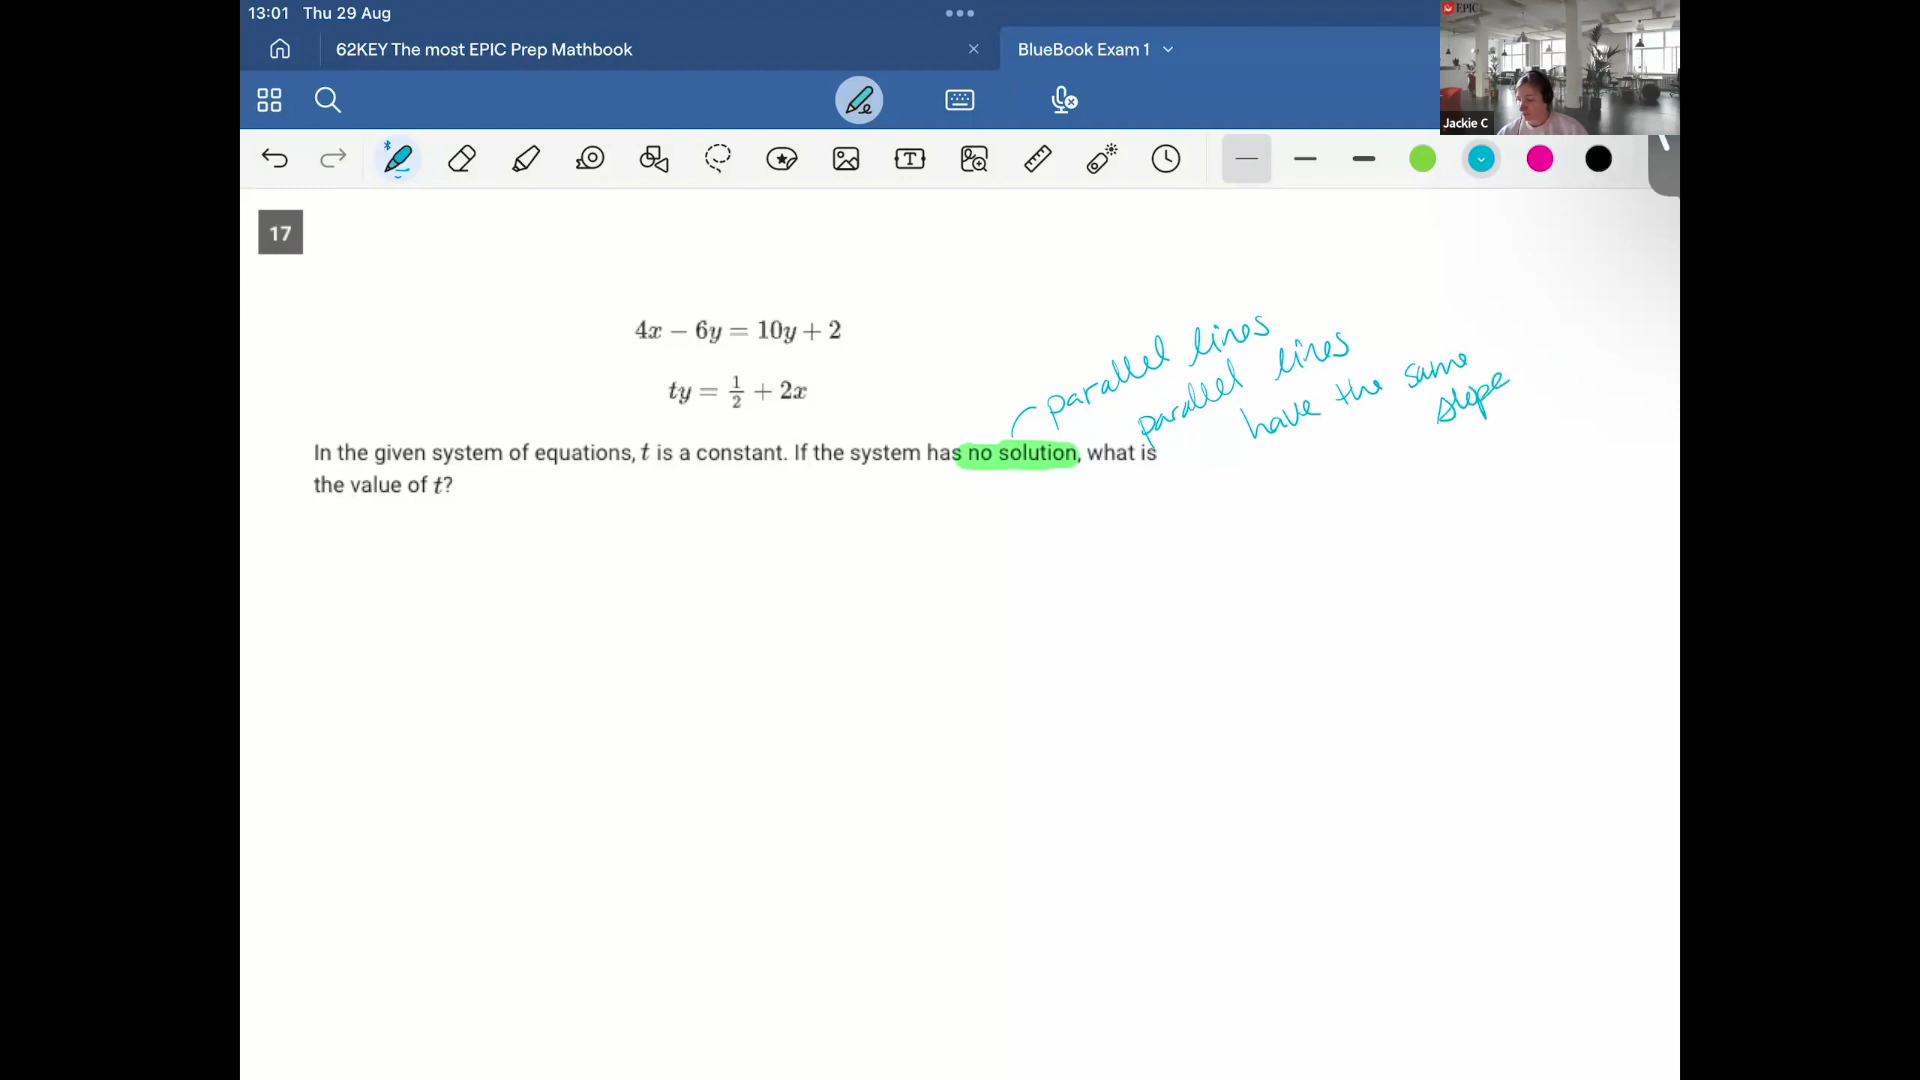 13:01 Thu 29 Aug
EPIC
62KEY The most EPIC Prep Mathbook
BlueBook Exam 1
Jackie C
17
4x − 6y = 10y + 2
ty = 1/2 + 2x
parallel lines
parallel lines
have the same
slope
In the given system of equations, t is a constant. If the system has no solution, what is
the value of t?